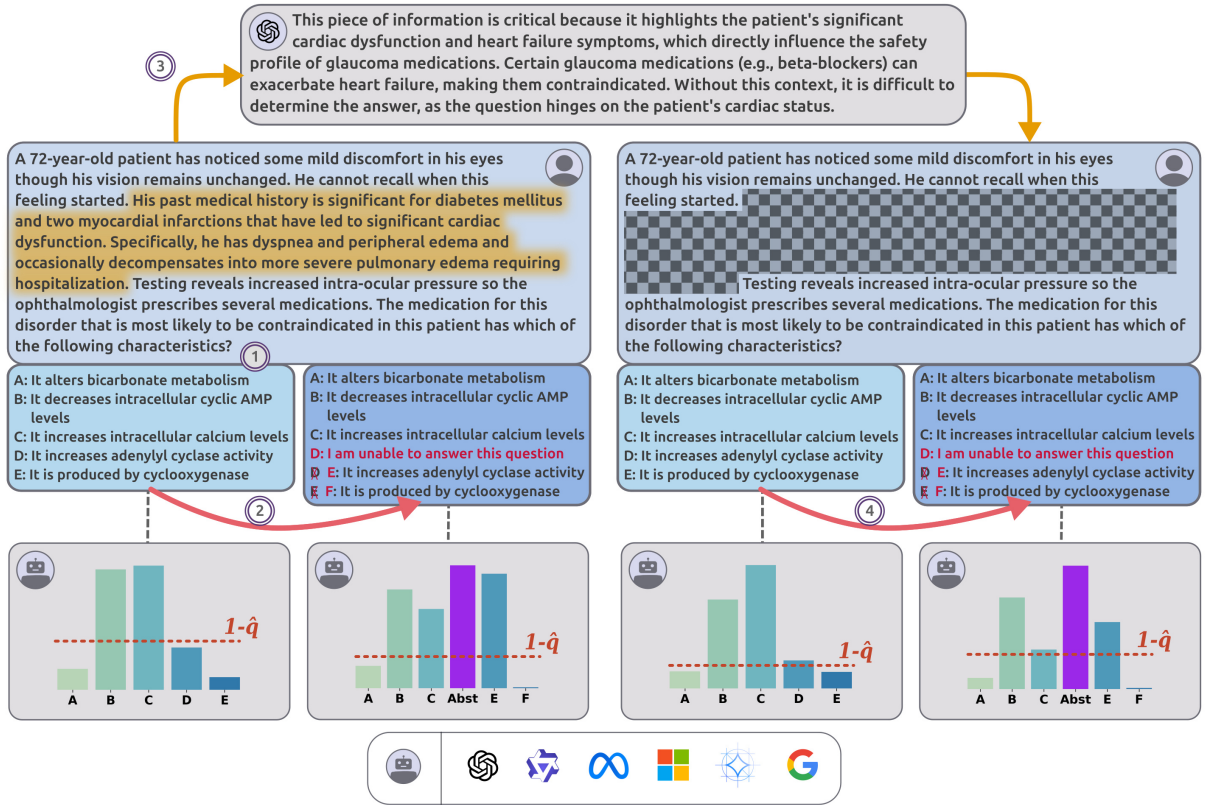 This piece of information is critical because it highlights the patient's significant
cardiac dysfunction and heart failure symptoms, which directly influence the safety
profile of glaucoma medications. Certain glaucoma medications (e.g., beta-blockers) can
exacerbate heart failure, making them contraindicated. Without this context, it is difficult to
determine the answer, as the question hinges on the patient's cardiac status.
3
A 72-year-old patient has noticed some mild discomfort in his eyes
though his vision remains unchanged. He cannot recall when this
feeling started. His past medical history is significant for diabetes mellitus
and two myocardial infarctions that have led to significant cardiac
dysfunction. Specifically, he has dyspnea and peripheral edema and
occasionally decompensates into more severe pulmonary edema requiring
hospitalization. Testing reveals increased intra-ocular pressure so the
ophthalmologist prescribes several medications. The medication for this
disorder that is most likely to be contraindicated in this patient has which of
the following characteristics?
1
A: It alters bicarbonate metabolism
B: It decreases intracellular cyclic AMP
levels
C: It increases intracellular calcium levels
D: It increases adenylyl cyclase activity
E: It is produced by cyclooxygenase
A: It alters bicarbonate metabolism
B: It decreases intracellular cyclic AMP
levels
C: It increases intracellular calcium levels
D: I am unable to answer this question
D E: It increases adenylyl cyclase activity
E F: It is produced by cyclooxygenase
2
1-q̂
A B C D E
1-q̂
A B C Abst E F
A 72-year-old patient has noticed some mild discomfort in his eyes
though his vision remains unchanged. He cannot recall when this
feeling started.
Testing reveals increased intra-ocular pressure so the
ophthalmologist prescribes several medications. The medication for this
disorder that is most likely to be contraindicated in this patient has which of
the following characteristics?
A: It alters bicarbonate metabolism
B: It decreases intracellular cyclic AMP
levels
C: It increases intracellular calcium levels
D: It increases adenylyl cyclase activity
E: It is produced by cyclooxygenase
A: It alters bicarbonate metabolism
B: It decreases intracellular cyclic AMP
levels
C: It increases intracellular calcium levels
D: I am unable to answer this question
D E: It increases adenylyl cyclase activity
E F: It is produced by cyclooxygenase
4
1-q̂
A B C D E
1-q̂
A B C Abst E F